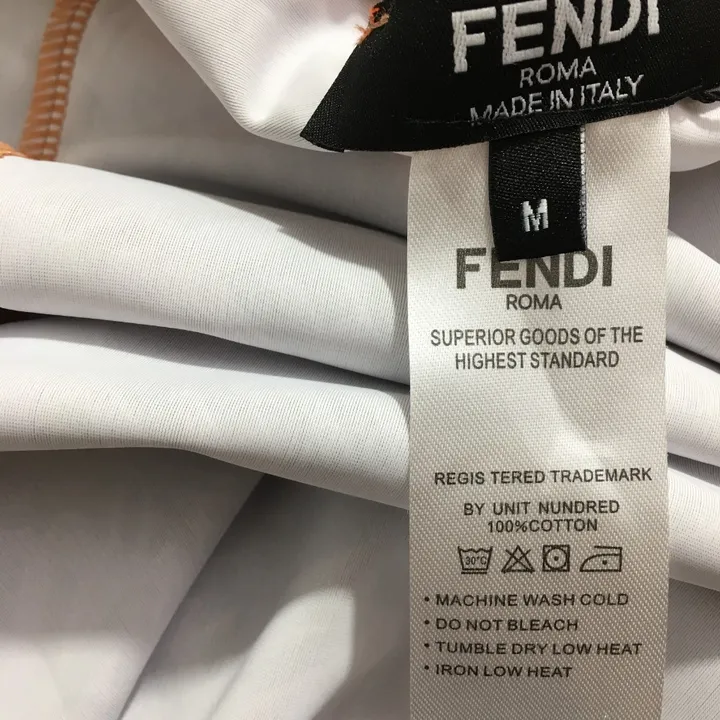 FENDI
ROMA
MADE IN ITALY
M
FENDI
ROMA
SUPERIOR GOODS OF THE
HIGHEST STANDARD
REGIS TERED TRADEMARK
BY UNIT NUNDRED
100%COTTON
30°C
• MACHINE WASH COLD
• DO NOT BLEACH
• TUMBLE DRY LOW HEAT
• IRON LOW HEAT